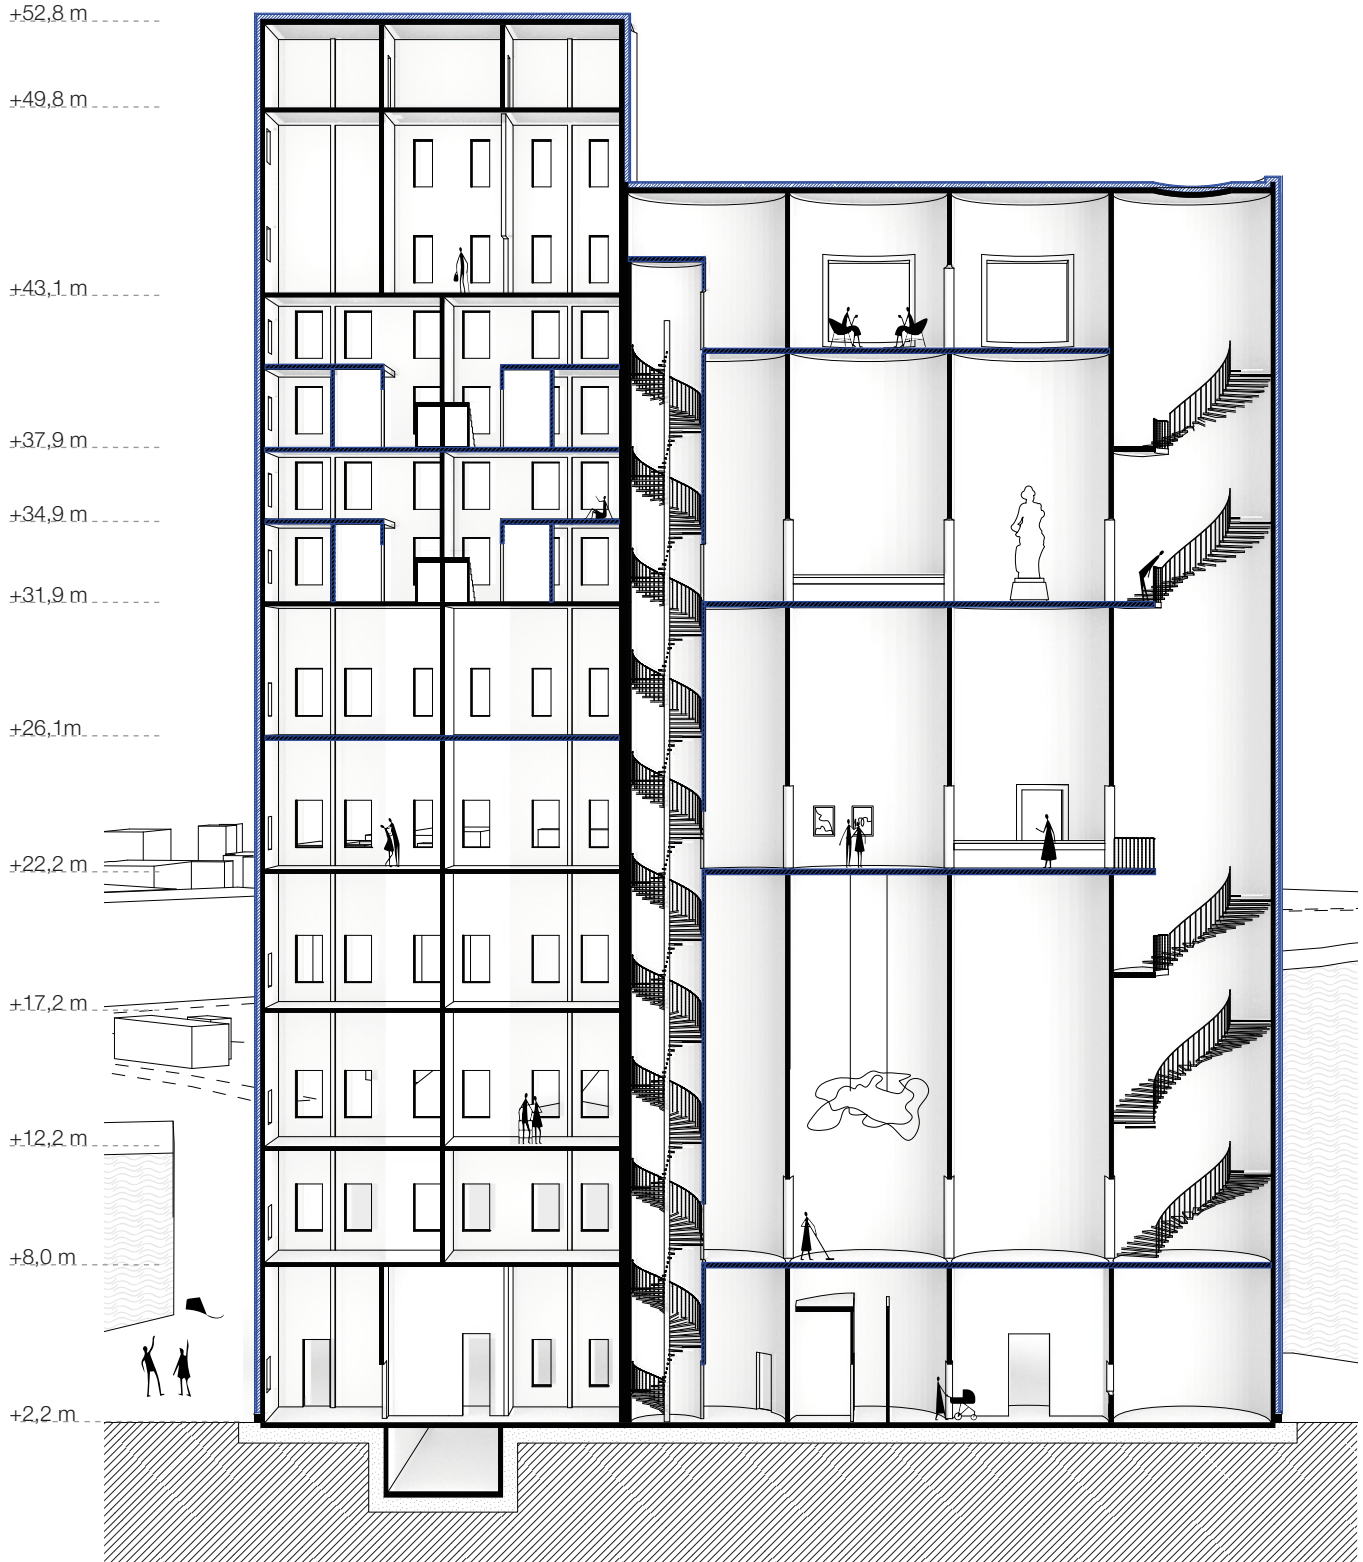 +52,8 m
+49,8 m
+43,1 m
+37,9 m
+34,9 m
+31,9 m
+26,1m
+22,2 m
+17,2 m
+12,2 m
+8,0 m
+2,2 m